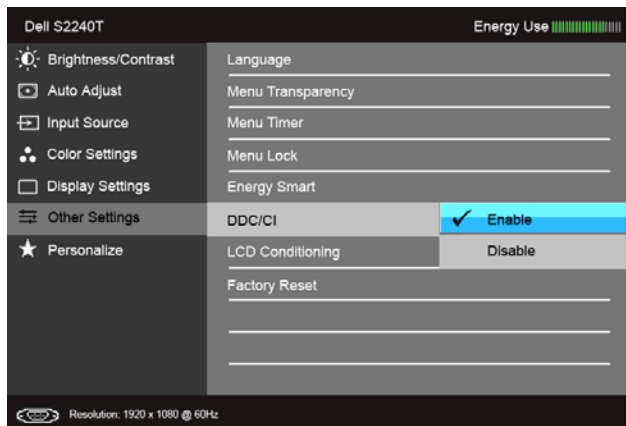 Dell S2240T
Energy Use
Brightness/Contrast
Auto Adjust
Input Source
Color Settings
Display Settings
Other Settings
Personalize
Language
Menu Transparency
Menu Timer
Menu Lock
Energy Smart
DDC/CI
LCD Conditioning
Factory Reset
Enable
Disable
Resolution: 1920 x 1080 @ 60Hz